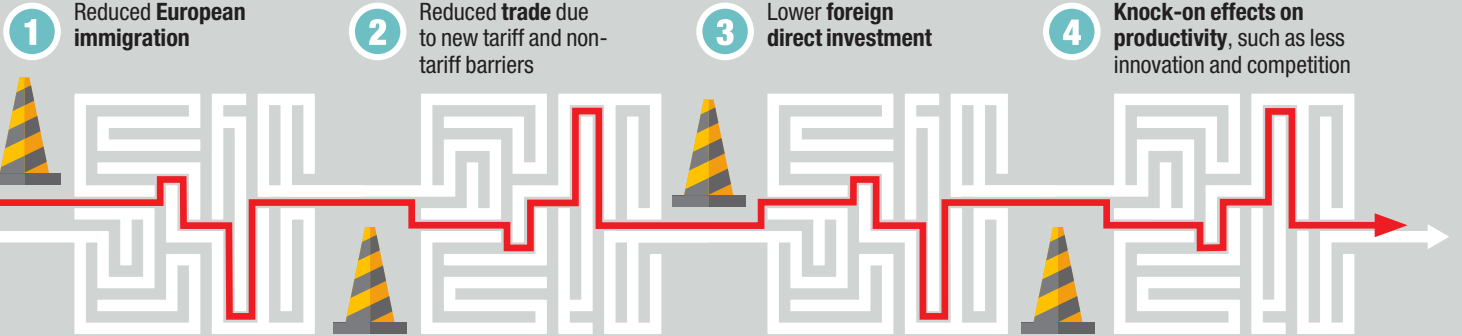 1
Reduced European
immigration
2
Reduced trade due
to new tariff and non-
tariff barriers
3
Lower foreign
direct investment
4
Knock-on effects on
productivity, such as less
innovation and competition